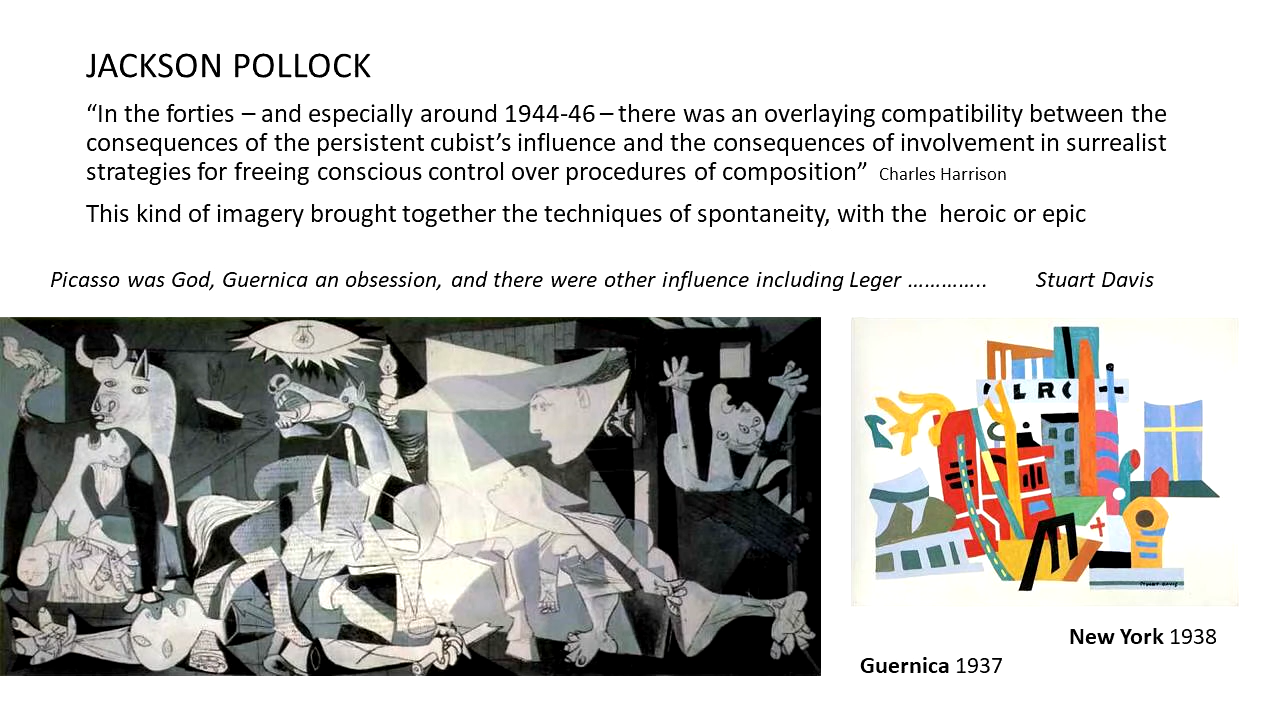 JACKSON POLLOCK
“In the forties – and especially around 1944-46 – there was an overlaying compatibility between the
consequences of the persistent cubist’s influence and the consequences of involvement in surrealist
strategies for freeing conscious control over procedures of composition” Charles Harrison
This kind of imagery brought together the techniques of spontaneity, with the  heroic or epic
Picasso was God, Guernica an obsession, and there were other influence including Leger ………….. Stuart Davis
LRC
Stuart Davis
New York 1938
Guernica 1937